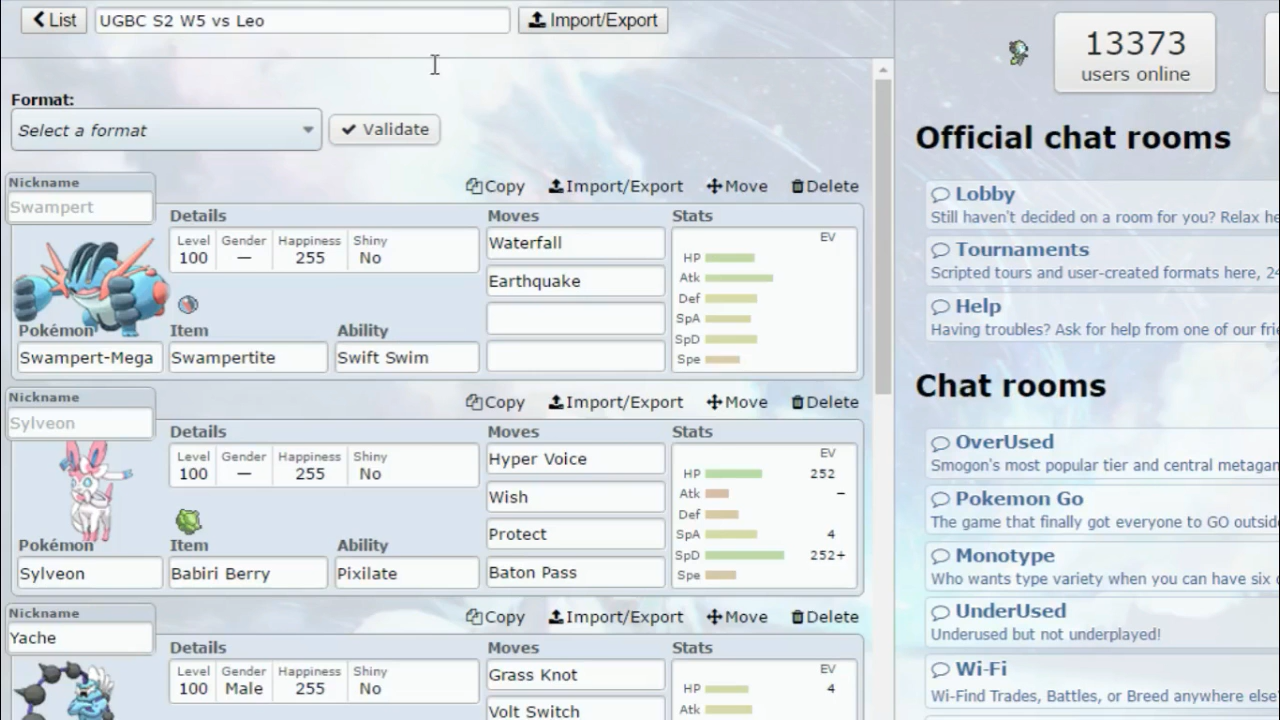 List
UGBC S2 W5 vs Leo
Import/Export
Format:
Select a format
Validate
Nickname
Swampert
Copy Import/Export Move Delete
Details
Level Gender Happiness Shiny
100 — 255 No
Pokémon Item Ability
Swampert-Mega Swampertite Swift Swim
Moves
Waterfall
Earthquake
Stats
EV
HP
Atk
Def
SpA
SpD
Spe
Nickname
Sylveon
Copy Import/Export Move Delete
Details
Level Gender Happiness Shiny
100 — 255 No
Pokémon Item Ability
Sylveon Babiri Berry Pixilate
Moves
Hyper Voice
Wish
Protect
Baton Pass
Stats
EV
HP 252
Atk –
Def
SpA 4
SpD 252+
Spe
Nickname
Yache
Copy Import/Export Move Delete
Details
Level Gender Happiness Shiny
100 Male 255 No
Moves
Grass Knot
Volt Switch
Stats
EV
HP 4
Atk
13373
users online
Official chat rooms
Lobby
Still haven't decided on a room for you? Relax he
Tournaments
Scripted tours and user-created formats here, 24
Help
Having troubles? Ask for help from one of our frie
Chat rooms
OverUsed
Smogon's most popular tier and central metagam
Pokemon Go
The game that finally got everyone to GO outside
Monotype
Who wants type variety when you can have six
UnderUsed
Underused but not underplayed!
Wi-Fi
Wi-Find Trades, Battles, or Breed anywhere else